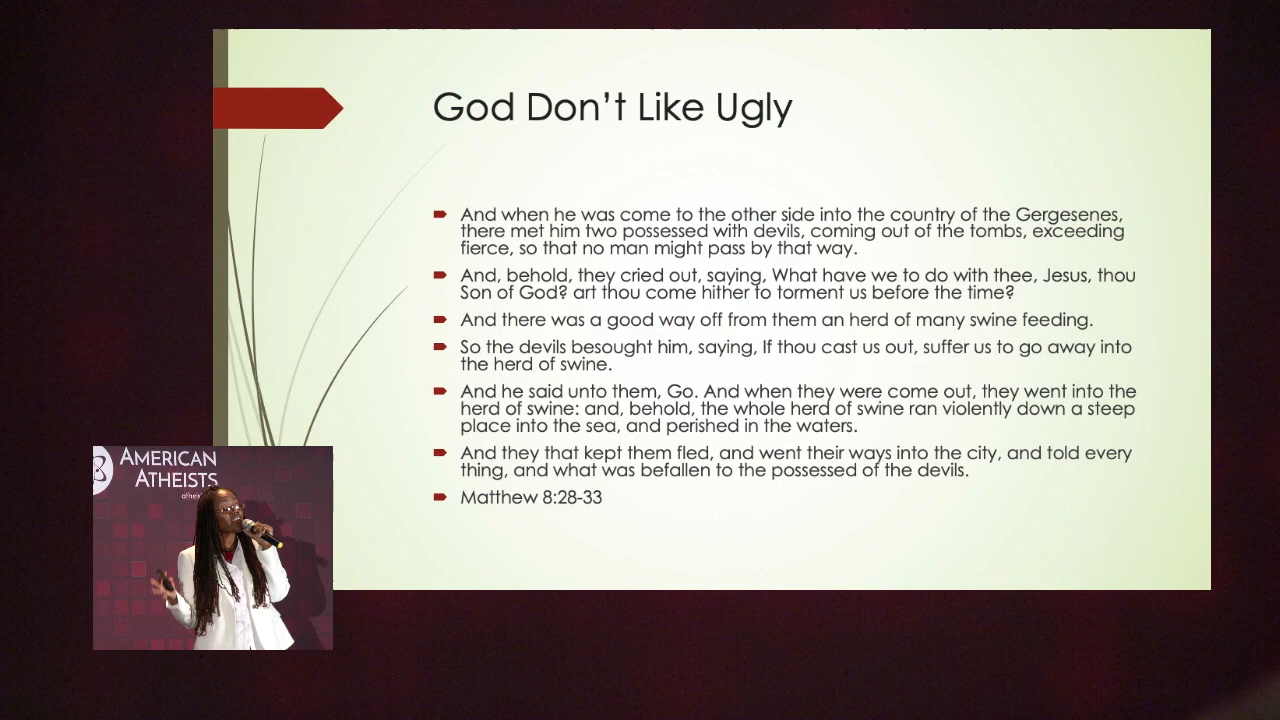 God Don't Like Ugly
And when he was come to the other side into the country of the Gergesenes,
there met him two possessed with devils, coming out of the tombs, exceeding
fierce, so that no man might pass by that way.
And, behold, they cried out, saying, What have we to do with thee, Jesus, thou
Son of God? art thou come hither to torment us before the time?
And there was a good way off from them an herd of many swine feeding.
So the devils besought him, saying, If thou cast us out, suffer us to go away into
the herd of swine.
And he said unto them, Go. And when they were come out, they went into the
herd of swine: and, behold, the whole herd of swine ran violently down a steep
place into the sea, and perished in the waters.
And they that kept them fled, and went their ways into the city, and told every
thing, and what was befallen to the possessed of the devils.
Matthew 8:28-33
AMERICAN
ATHEISTS